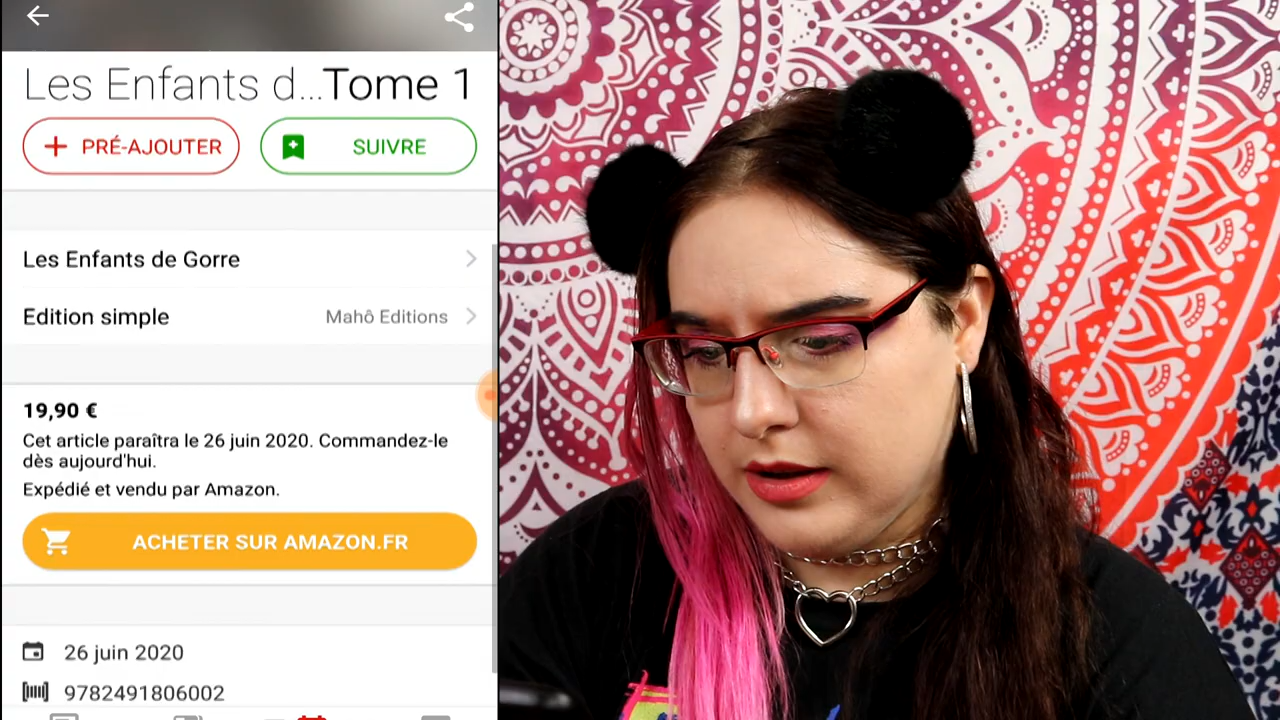 Les Enfants d...Tome 1
PRÉ-AJOUTER
SUIVRE
Les Enfants de Gorre
Edition simple
Mahô Editions
19,90 €
Cet article paraîtra le 26 juin 2020. Commandez-le
dès aujourd'hui.
Expédié et vendu par Amazon.
ACHETER SUR AMAZON.FR
26 juin 2020
9782491806002